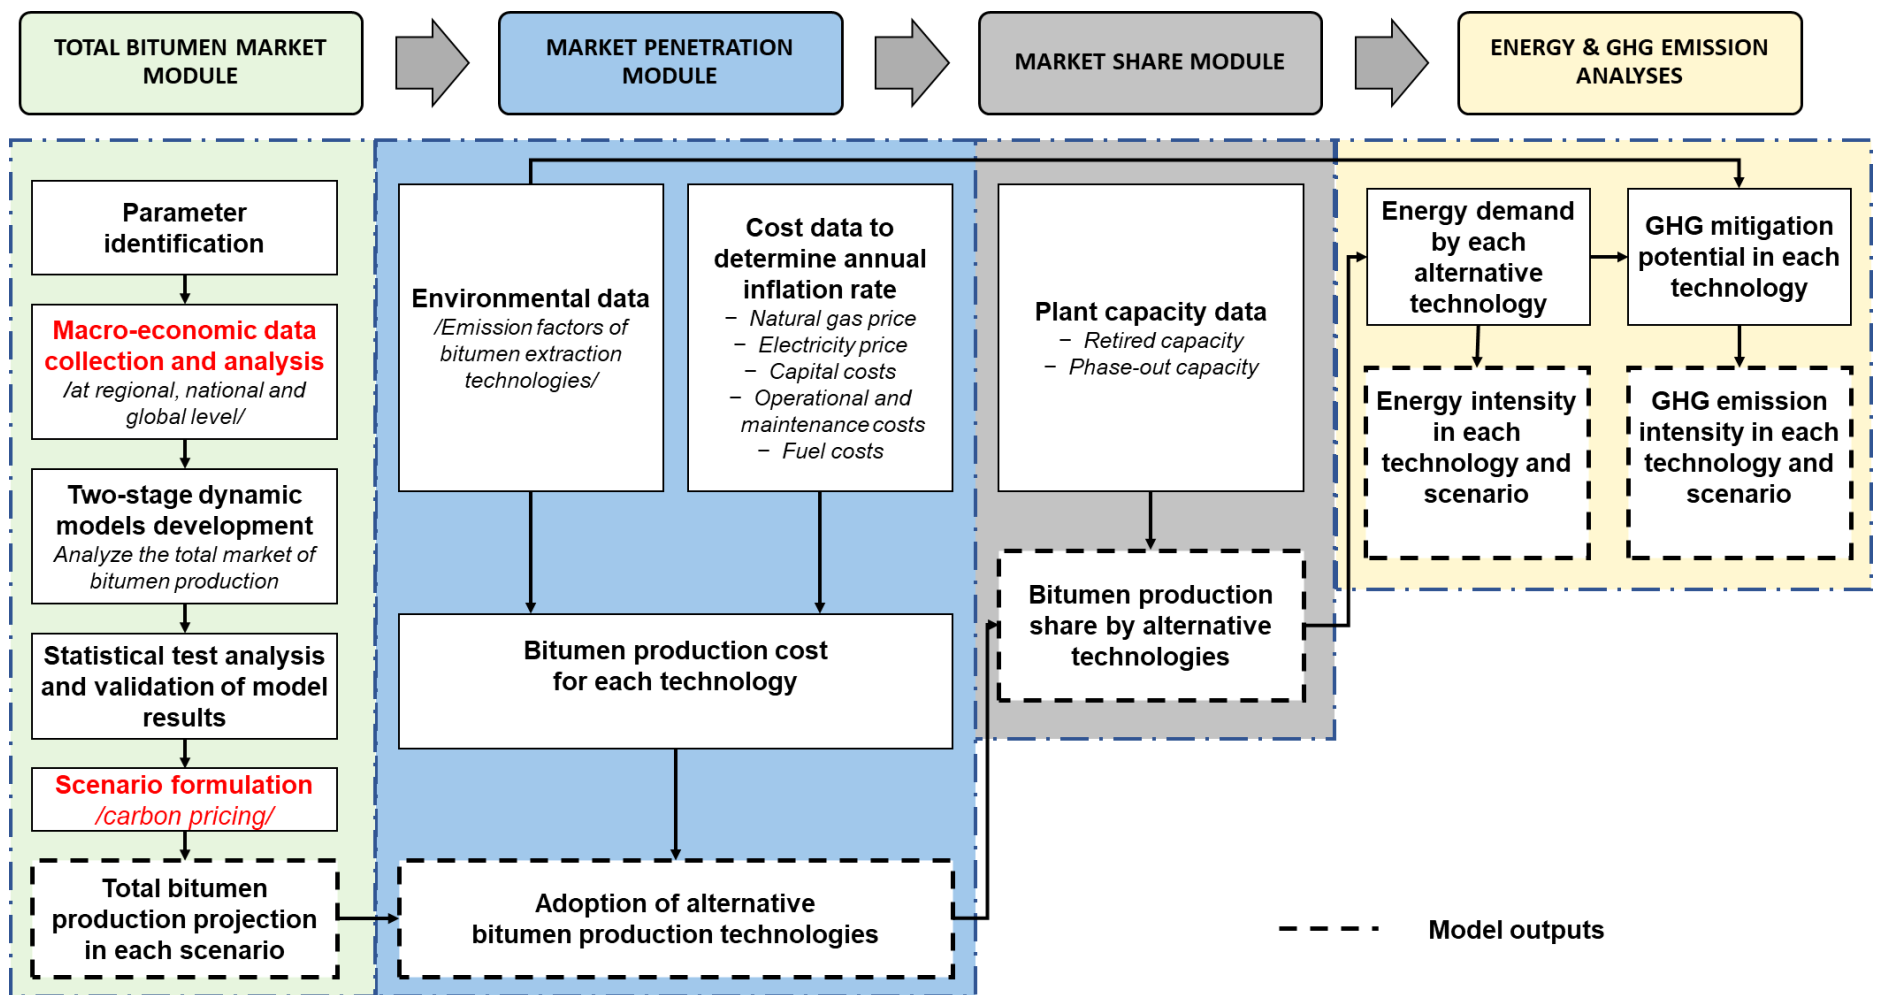 TOTAL BITUMEN MARKET
MODULE
MARKET PENETRATION
MODULE
MARKET SHARE MODULE
ENERGY & GHG EMISSION
ANALYSES
Parameter
identification
Macro-economic data
collection and analysis
/at regional, national and
global level/
Two-stage dynamic
models development
Analyze the total market of
bitumen production
Statistical test analysis
and validation of model
results
Scenario formulation
/carbon pricing/
Total bitumen
production projection
in each scenario
Environmental data
/Emission factors of
bitumen extraction
technologies/
Cost data to
determine annual
inflation rate
− Natural gas price
− Electricity price
− Capital costs
− Operational and
maintenance costs
− Fuel costs
Bitumen production cost
for each technology
Adoption of alternative
bitumen production technologies
Plant capacity data
− Retired capacity
− Phase-out capacity
Bitumen production
share by alternative
technologies
Energy demand
by each
alternative
technology
GHG mitigation
potential in each
technology
Energy intensity
in each
technology and
scenario
GHG emission
intensity in each
technology and
scenario
Model outputs